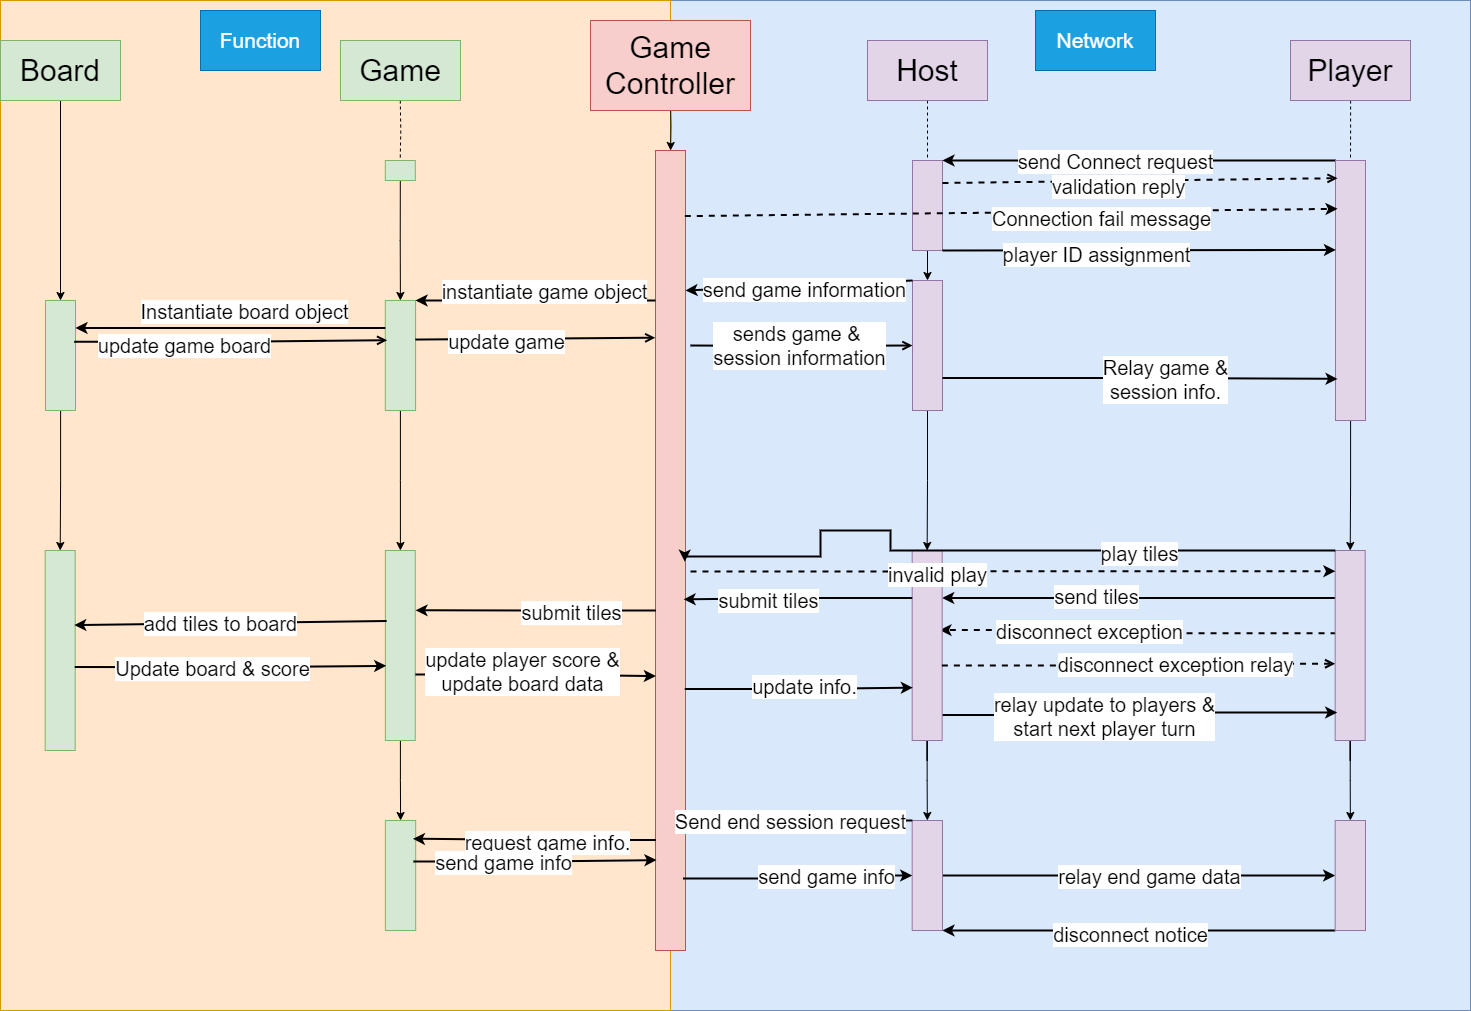 Function
Network
Board
Game
Game
Controller
Host
Player
send Connect request
validation reply
Connection fail message
player ID assignment
instantiate game object
send game information
Instantiate board object
update game board
update game
sends game &
session information
Relay game &
session info.
play tiles
invalid play
submit tiles
submit tiles
send tiles
add tiles to board
disconnect exception
Update board & score
update player score &
update board data
disconnect exception relay
update info.
relay update to players &
start next player turn
Send end session request
request game info.
send game info
send game info
relay end game data
disconnect notice